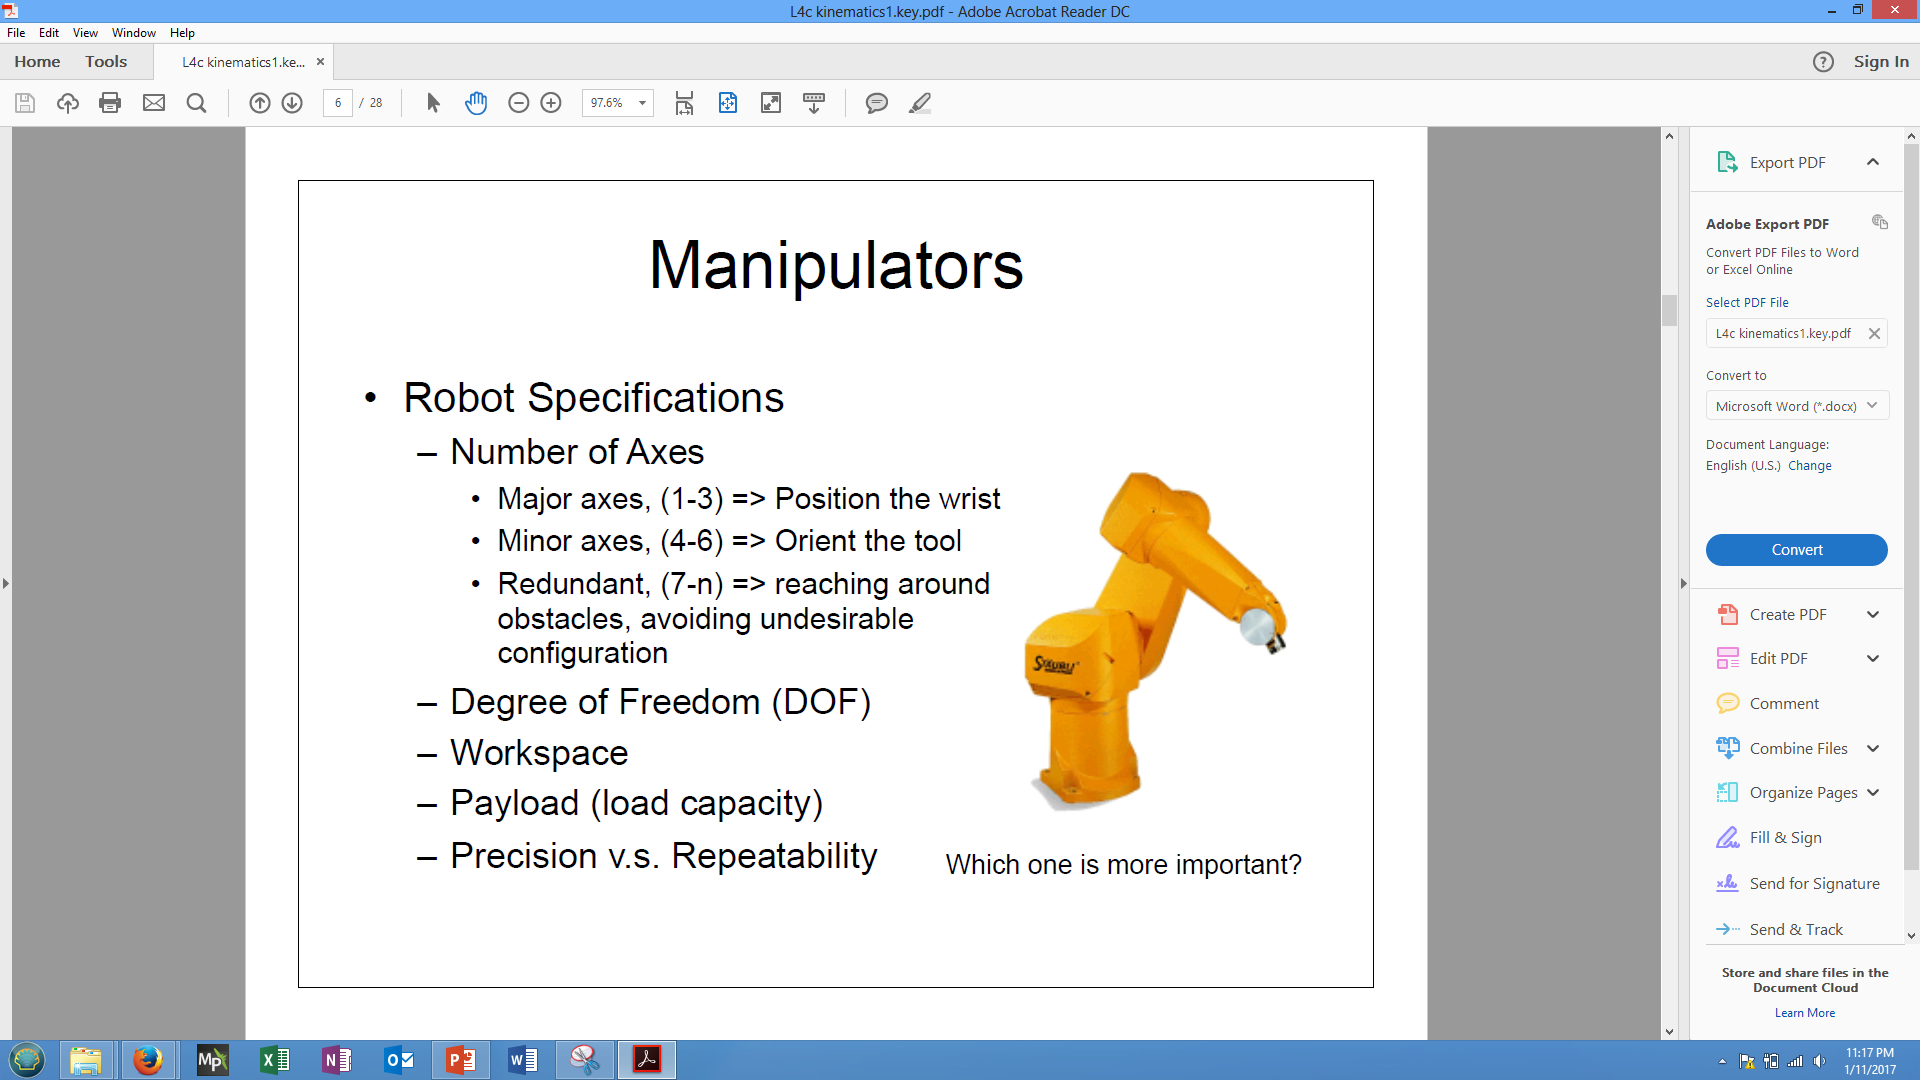 L4c kinematics1.key.pdf - Adobe Acrobat Reader DC
File Edit View Window Help
Home Tools L4c kinematics1.ke... Sign In
6 / 28 97.6%
Manipulators
• Robot Specifications
– Number of Axes
• Major axes, (1-3) => Position the wrist
• Minor axes, (4-6) => Orient the tool
• Redundant, (7-n) => reaching around
obstacles, avoiding undesirable
configuration
– Degree of Freedom (DOF)
– Workspace
– Payload (load capacity)
– Precision v.s. Repeatability
Which one is more important?
Export PDF
Adobe Export PDF
Convert PDF Files to Word
or Excel Online
Select PDF File
L4c kinematics1.key.pdf
Convert to
Microsoft Word (*.docx)
Document Language:
English (U.S.) Change
Convert
Create PDF
Edit PDF
Comment
Combine Files
Organize Pages
Fill & Sign
Send for Signature
Send & Track
Store and share files in the
Document Cloud
Learn More
Mp
11:17 PM
1/11/2017